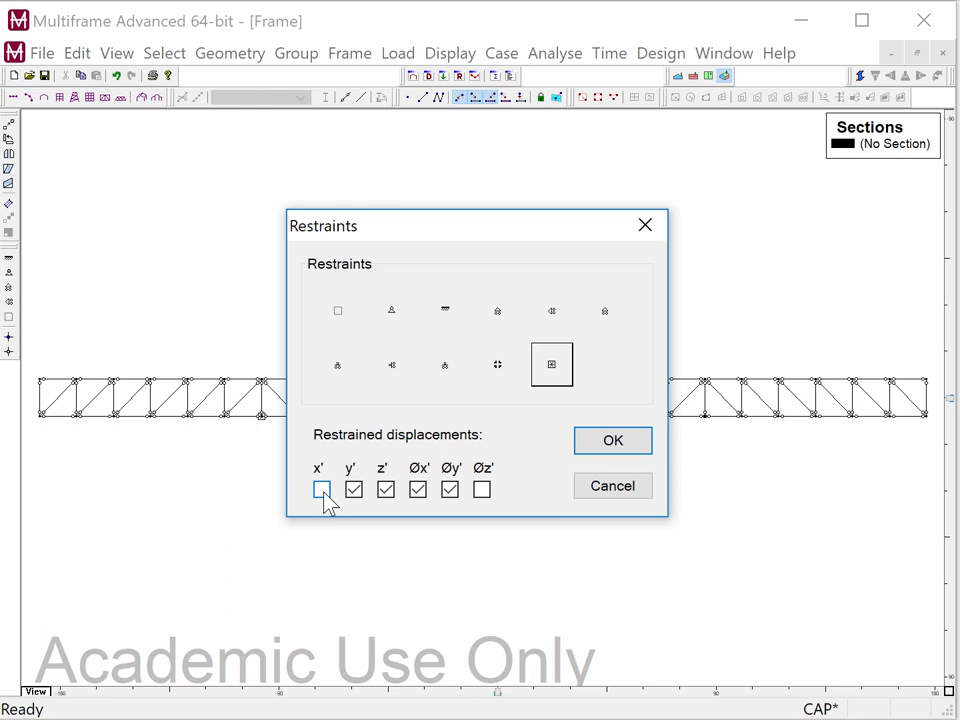 Multiframe Advanced 64-bit - [Frame]
File Edit View Select Geometry Group Frame Load Display Case Analyse Time Design Window Help
Sections
(No Section)
Restraints
Restraints
Restrained displacements:
OK
x' y' z' Øx' Øy' Øz'
Cancel
Academic Use Only
View
Ready
CAP*